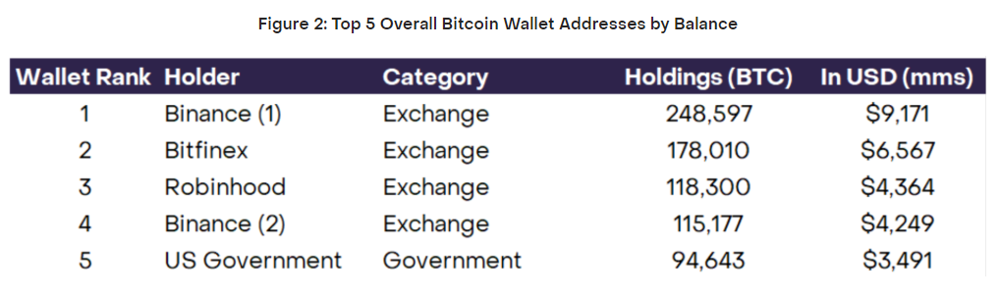 Figure 2: Top 5 Overall Bitcoin Wallet Addresses by Balance
Wallet Rank Holder Category Holdings (BTC) In USD (mms)
1 Binance (1) Exchange 248,597 $9,171
2 Bitfinex Exchange 178,010 $6,567
3 Robinhood Exchange 118,300 $4,364
4 Binance (2) Exchange 115,177 $4,249
5 US Government Government 94,643 $3,491